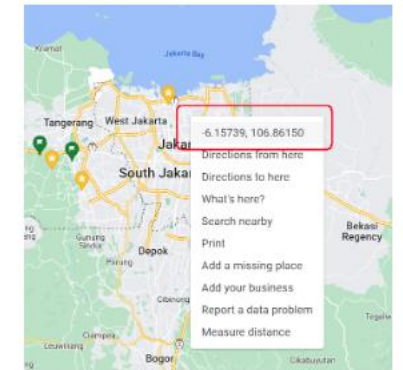 Kramat
Jakarta Bay
Tangerang
West Jakarta
-6.15739, 106.86150
Jakar
Directions from here
South Jakar
Directions to here
What's here?
Search nearby
Bekasi
Regency
Gunung
Sindur
Print
Depok
Parung
Add a missing place
Add your business
Cibinong
Report a data problem
Ciampea
Leuwiliang
Measure distance
Bogor
Cikabuyutan